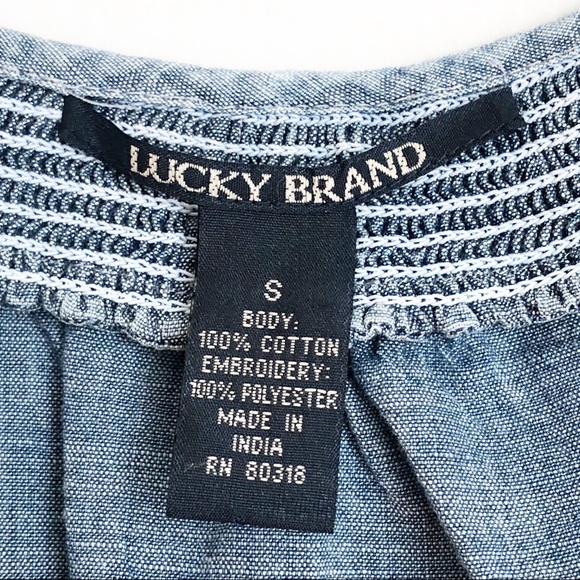 LUCKY BRAND
S
BODY:
100% COTTON
EMBROIDERY:
100% POLYESTER
MADE IN
INDIA
RN 80318